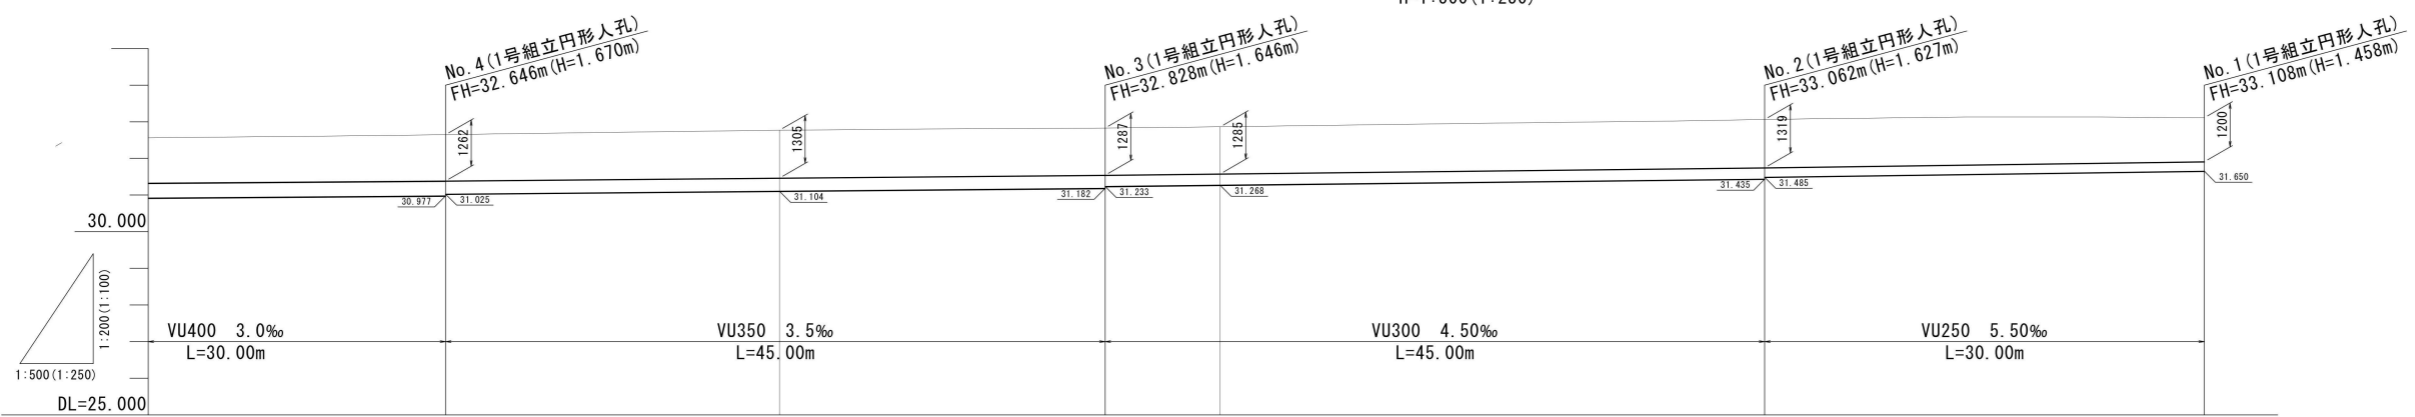 No.4(1号組立円形人孔)
FH=32.646m(H=1.670m)
No.3(1号組立円形人孔)
FH=32.828m(H=1.646m)
No.2(1号組立円形人孔)
FH=33.062m(H=1.627m)
No.1(1号組立円形人孔)
FH=33.108m(H=1.458m)
1262
1305
1287
1285
1319
1200
30.977
31.025
31.104
31.182
31.233
31.268
31.435
31.485
31.650
30.000
1:200(1:100)
1:500(1:250)
VU400 3.0‰
L=30.00m
VU350 3.5‰
L=45.00m
VU300 4.50‰
L=45.00m
VU250 5.50‰
L=30.00m
DL=25.000